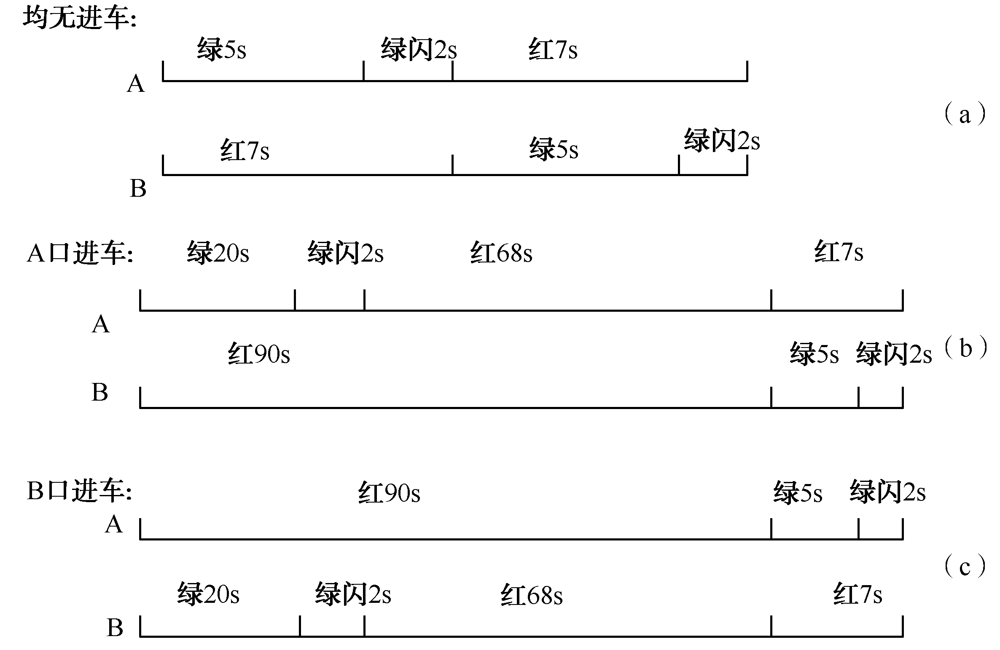 均无进车:
绿5s 绿闪2s 红7s
A
(a)
红7s 绿5s 绿闪2s
B
A口进车: 绿20s 绿闪2s 红68s 红7s
A
红90s 绿5s 绿闪2s (b)
B
B口进车: 红90s 绿5s 绿闪2s
A
(c)
绿20s 绿闪2s 红68s 红7s
B